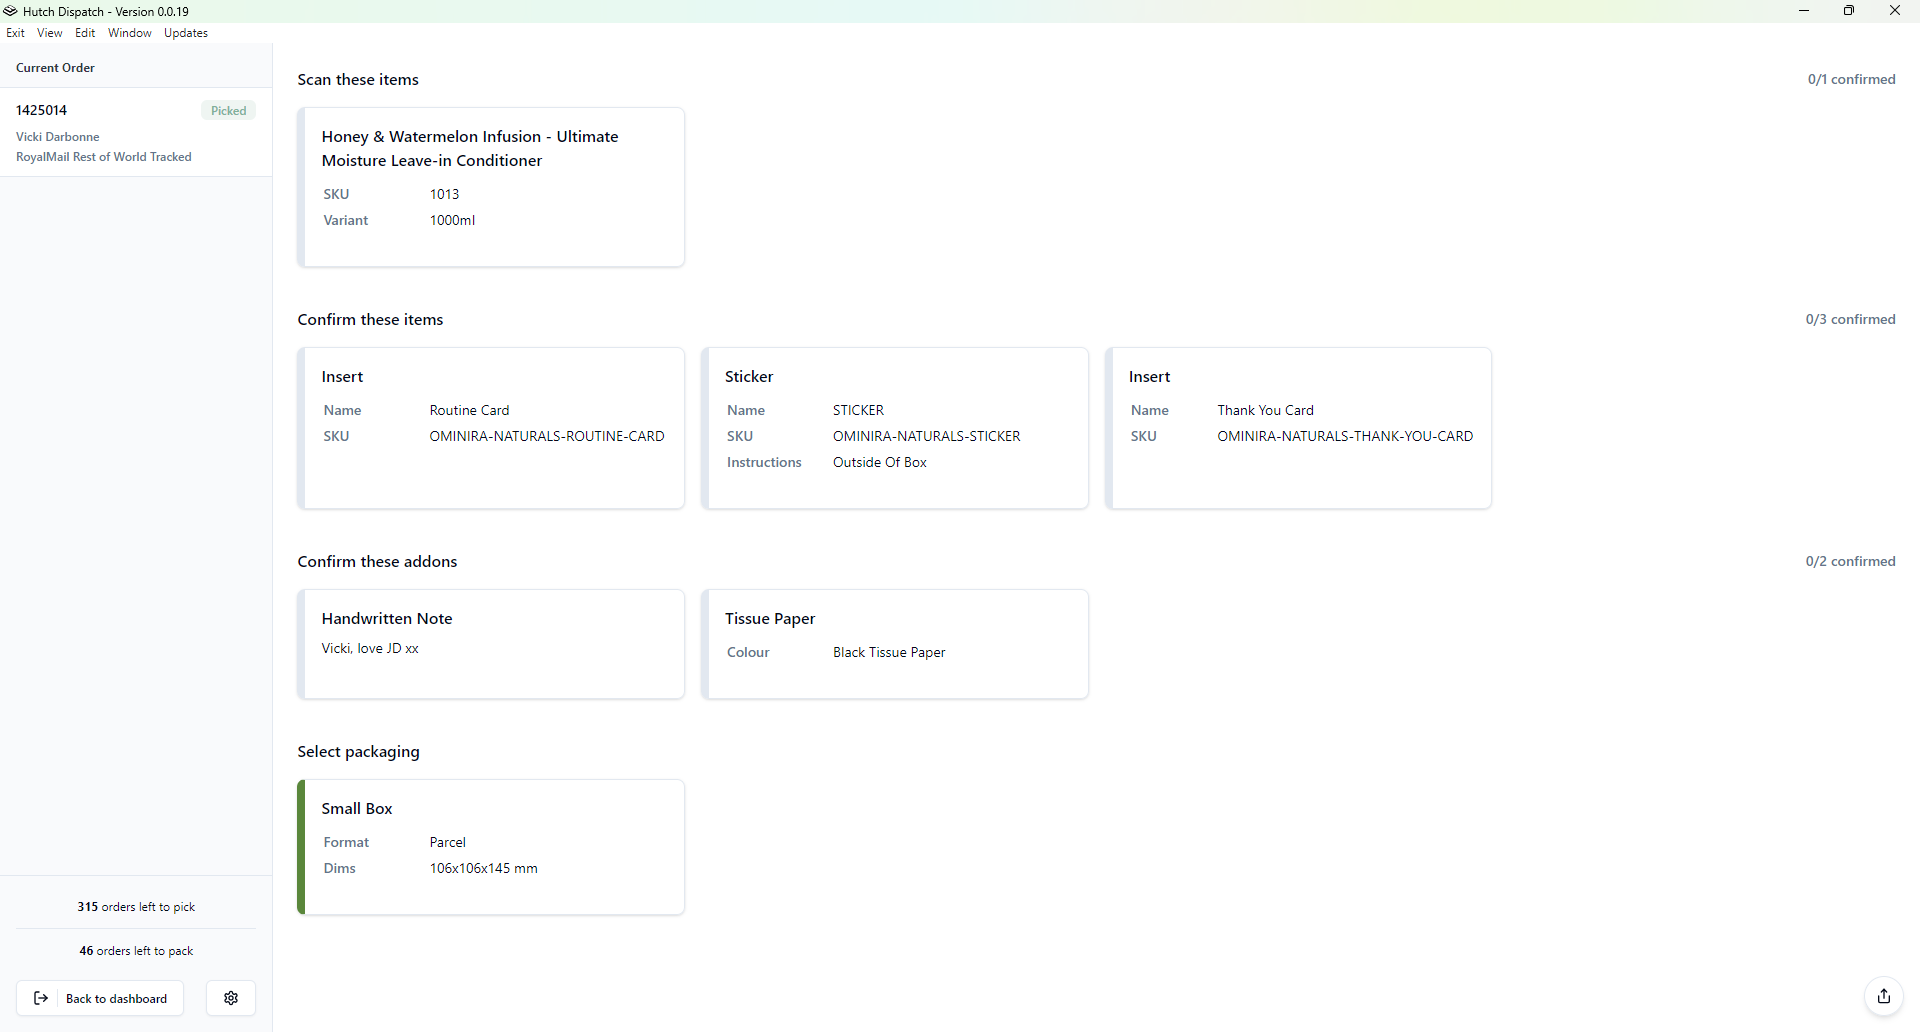 Hutch Dispatch - Version 0.0.19
Exit View Edit Window Updates
Current Order
1425014 Picked
Vicki Darbonne
RoyalMail Rest of World Tracked
Scan these items 0/1 confirmed
Honey & Watermelon Infusion - Ultimate
Moisture Leave-in Conditioner
SKU 1013
Variant 1000ml
Confirm these items 0/3 confirmed
Insert
Name Routine Card
SKU OMINIRA-NATURALS-ROUTINE-CARD
Sticker
Name STICKER
SKU OMINIRA-NATURALS-STICKER
Instructions Outside Of Box
Insert
Name Thank You Card
SKU OMINIRA-NATURALS-THANK-YOU-CARD
Confirm these addons 0/2 confirmed
Handwritten Note
Vicki, love JD xx
Tissue Paper
Colour Black Tissue Paper
Select packaging
Small Box
Format Parcel
Dims 106x106x145 mm
315 orders left to pick
46 orders left to pack
Back to dashboard